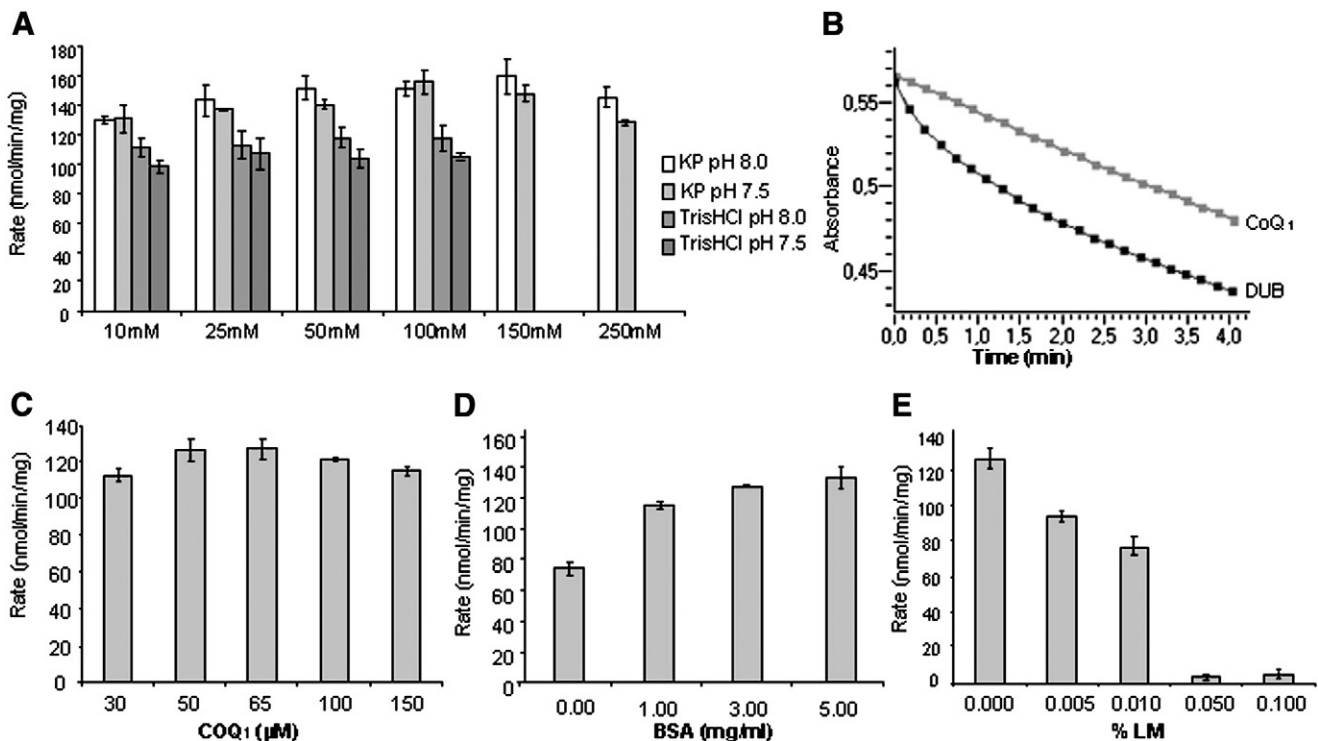 A
Rate (nmol/min/mg)
180
160
140
120
100
80
60
40
20
0
10mM 25mM 50mM 100mM 150mM 250mM
KP pH 8.0
KP pH 7.5
TrisHCl pH 8.0
TrisHCl pH 7.5
B
Absorbance
0,55
0,5
0,45
CoQ1
DUB
0,0 0,5 1,0 1,5 2,0 2,5 3,0 3,5 4,0
Time (min)
C
Rate (nmol/min/mg)
140
120
100
80
60
40
20
0
30 50 65 100 150
COQ1 (µM)
D
Rate (nmol/min/mg)
160
140
120
100
80
60
40
20
0
0.00 1.00 3.00 5.00
BSA (mg/ml)
E
Rate (nmol/min/mg)
140
120
100
80
60
40
20
0
0.000 0.005 0.010 0.050 0.100
% LM